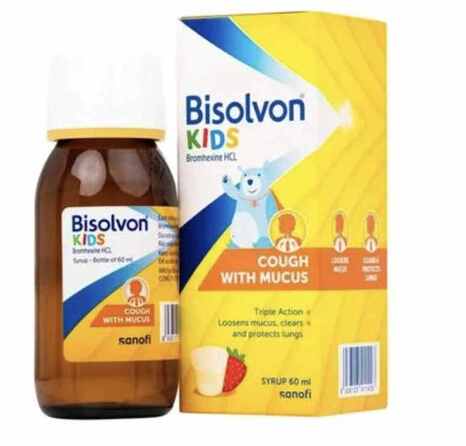 Bisolvon
KIDS
Bromhexine HCL
Syrup - Bottle of 60 ml
COUGH
WITH MUCUS
sanofi
Bisolvon
KIDS
Bromhexine HCL
COUGH
WITH MUCUS
LOOSENS
MUCUS
PROTECTS
LUNGS
Triple Action
Loosens mucus, clears
and protects lungs
SYRUP 60 ml
sanofi